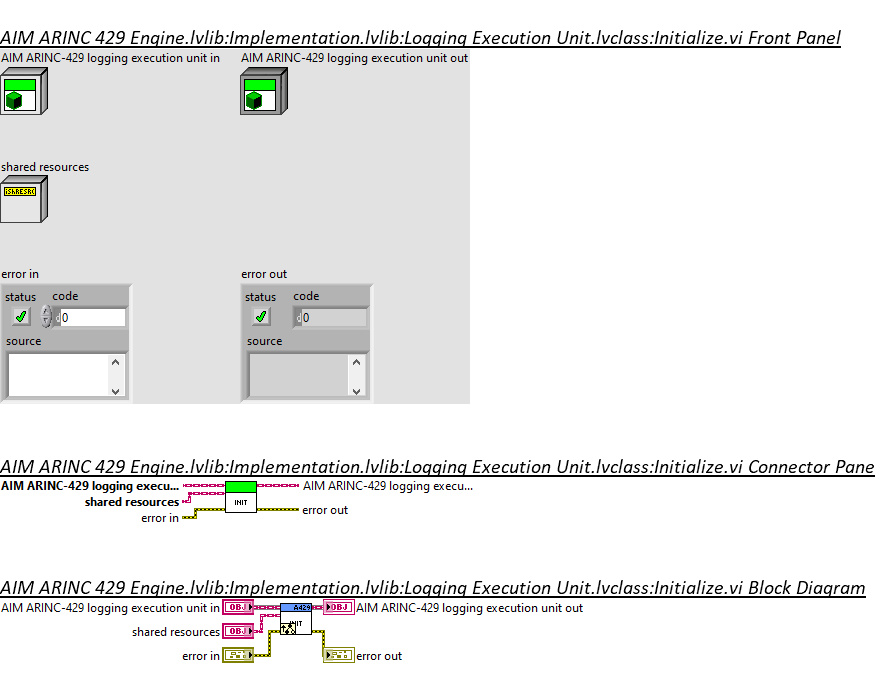 AIM ARINC 429 Engine.lvlib:Implementation.lvlib:Logging Execution Unit.lvclass:Initialize.vi Front Panel
AIM ARINC-429 logging execution unit in
AIM ARINC-429 logging execution unit out
shared resources
iSHRESRC
error in
error out
status
code
0
source
status
code
0
source
AIM ARINC 429 Engine.lvlib:Implementation.lvlib:Logging Execution Unit.lvclass:Initialize.vi Connector Pane
AIM ARINC-429 logging execu...
AIM ARINC-429 logging execu...
shared resources
INIT
error in
error out
AIM ARINC 429 Engine.lvlib:Implementation.lvlib:Logging Execution Unit.lvclass:Initialize.vi Block Diagram
AIM ARINC-429 logging execution unit in
OBJ
A429
OBJ
AIM ARINC-429 logging execution unit out
shared resources
OBJ
error in
error out